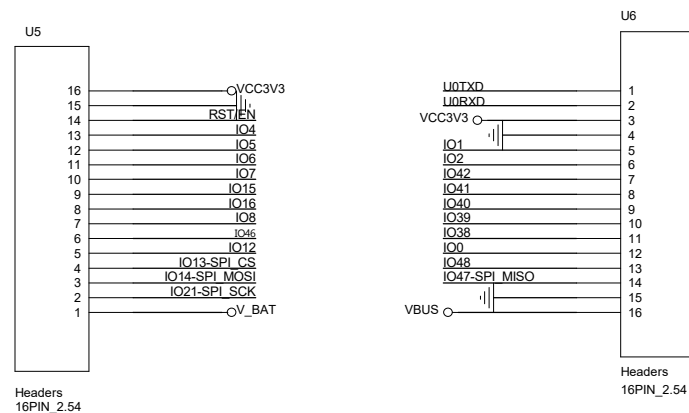 U5
16 VCC3V3
15
14 RST/EN
13 IO4
12 IO5
11 IO6
10 IO7
9 IO15
8 IO16
7 IO8
6 IO46
5 IO12
4 IO13-SPI_CS
3 IO14-SPI_MOSI
2 IO21-SPI_SCK
1 V_BAT
Headers
16PIN_2.54
U6
U0TXD 1
U0RXD 2
VCC3V3 3
4
IO1 5
IO2 6
IO42 7
IO41 8
IO40 9
IO39 10
IO38 11
IO0 12
IO48 13
IO47-SPI_MISO 14
15
VBUS 16
Headers
16PIN_2.54